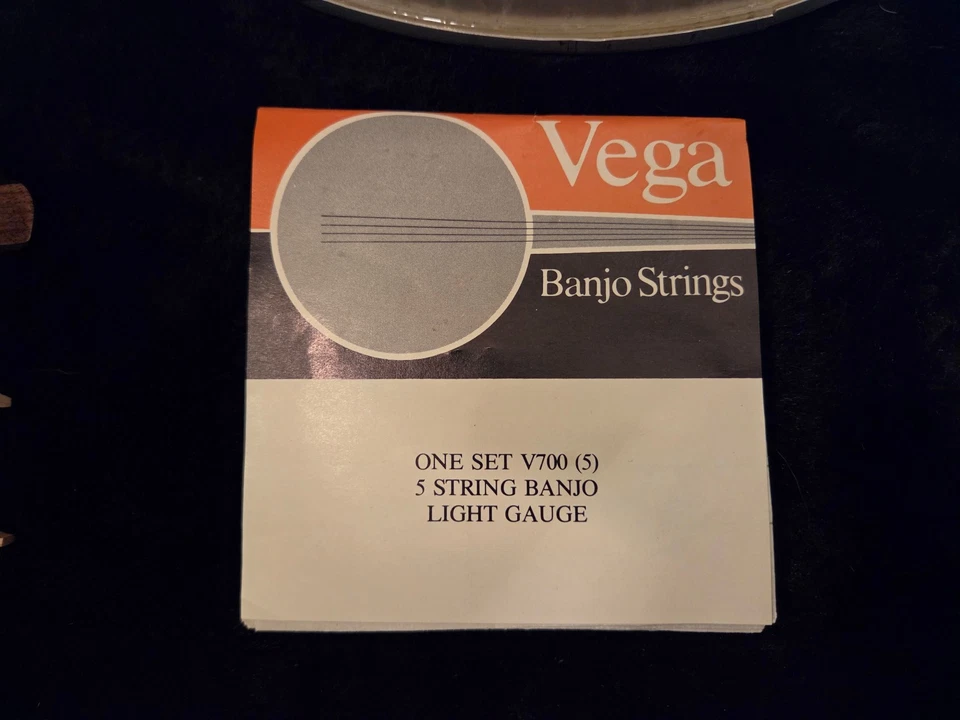 Vega
Banjo Strings
ONE SET V700 (5)
5 STRING BANJO
LIGHT GAUGE